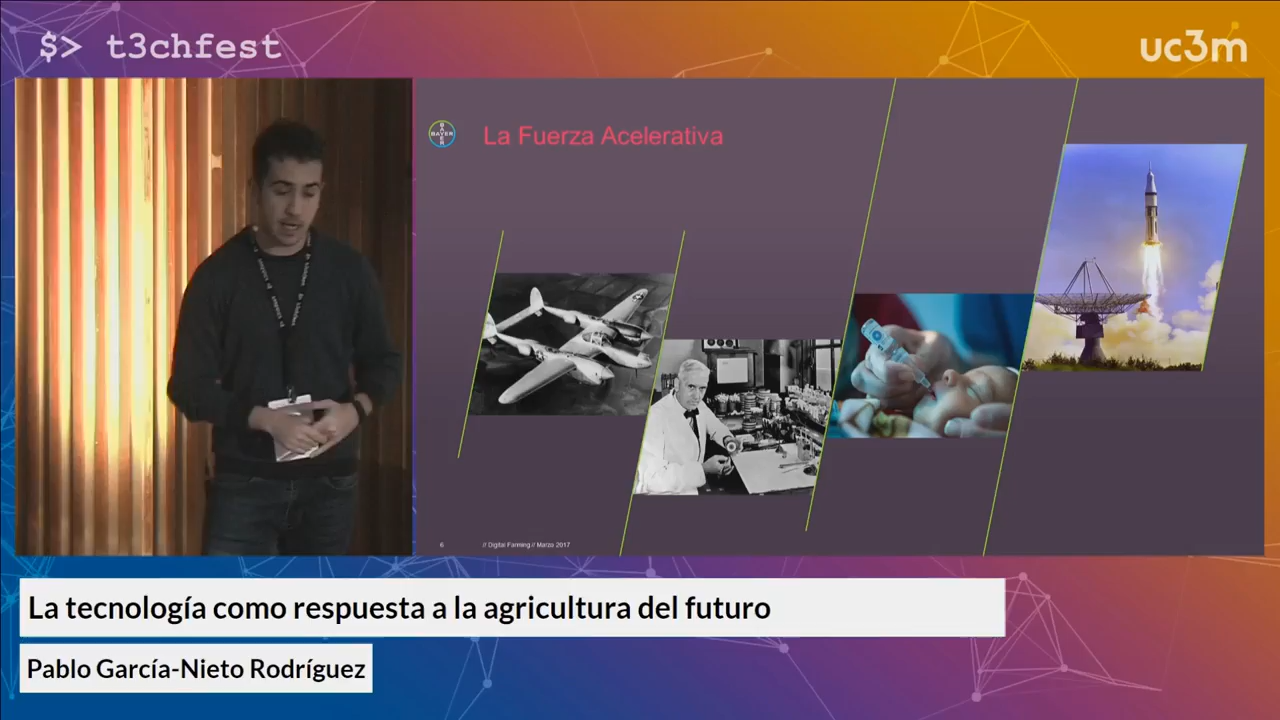 $> t3chfest
uc3m
BAYER
BAYER
La Fuerza Acelerativa
6
// Digital Farming // Marzo 2017
La tecnología como respuesta a la agricultura del futuro
Pablo García-Nieto Rodríguez